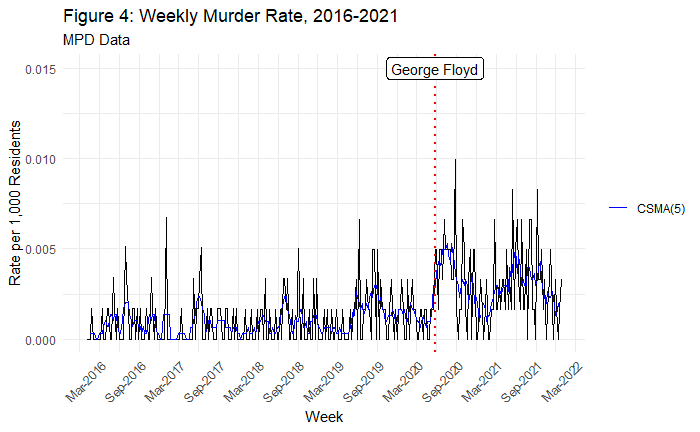 Figure 4: Weekly Murder Rate, 2016-2021
MPD Data
George Floyd
0.015
0.010
0.005
0.000
Rate per 1,000 Residents
CSMA(5)
Mar-2016
Sep-2016
Mar-2017
Sep-2017
Mar-2018
Sep-2018
Mar-2019
Sep-2019
Mar-2020
Sep-2020
Mar-2021
Sep-2021
Mar-2022
Week